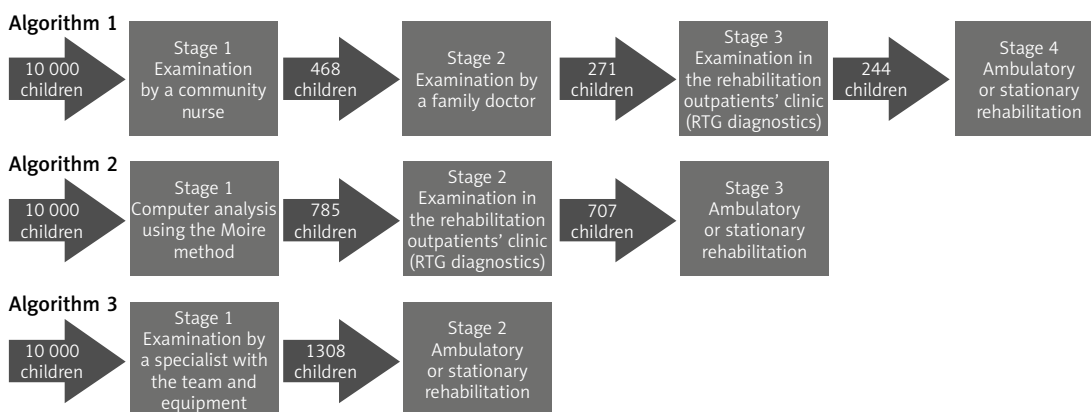 Algorithm 1
10 000
children
Stage 1
Examination
by a community
nurse
468
children
Stage 2
Examination by
a family doctor
271
children
Stage 3
Examination in
the rehabilitation
outpatients' clinic
(RTG diagnostics)
244
children
Stage 4
Ambulatory
or stationary
rehabilitation
Algorithm 2
10 000
children
Stage 1
Computer analysis
using the Moire
method
785
children
Stage 2
Examination in
the rehabilitation
outpatients' clinic
(RTG diagnostics)
707
children
Stage 3
Ambulatory
or stationary
rehabilitation
Algorithm 3
10 000
children
Stage 1
Examination by
a specialist with
the team and
equipment
1308
children
Stage 2
Ambulatory
or stationary
rehabilitation